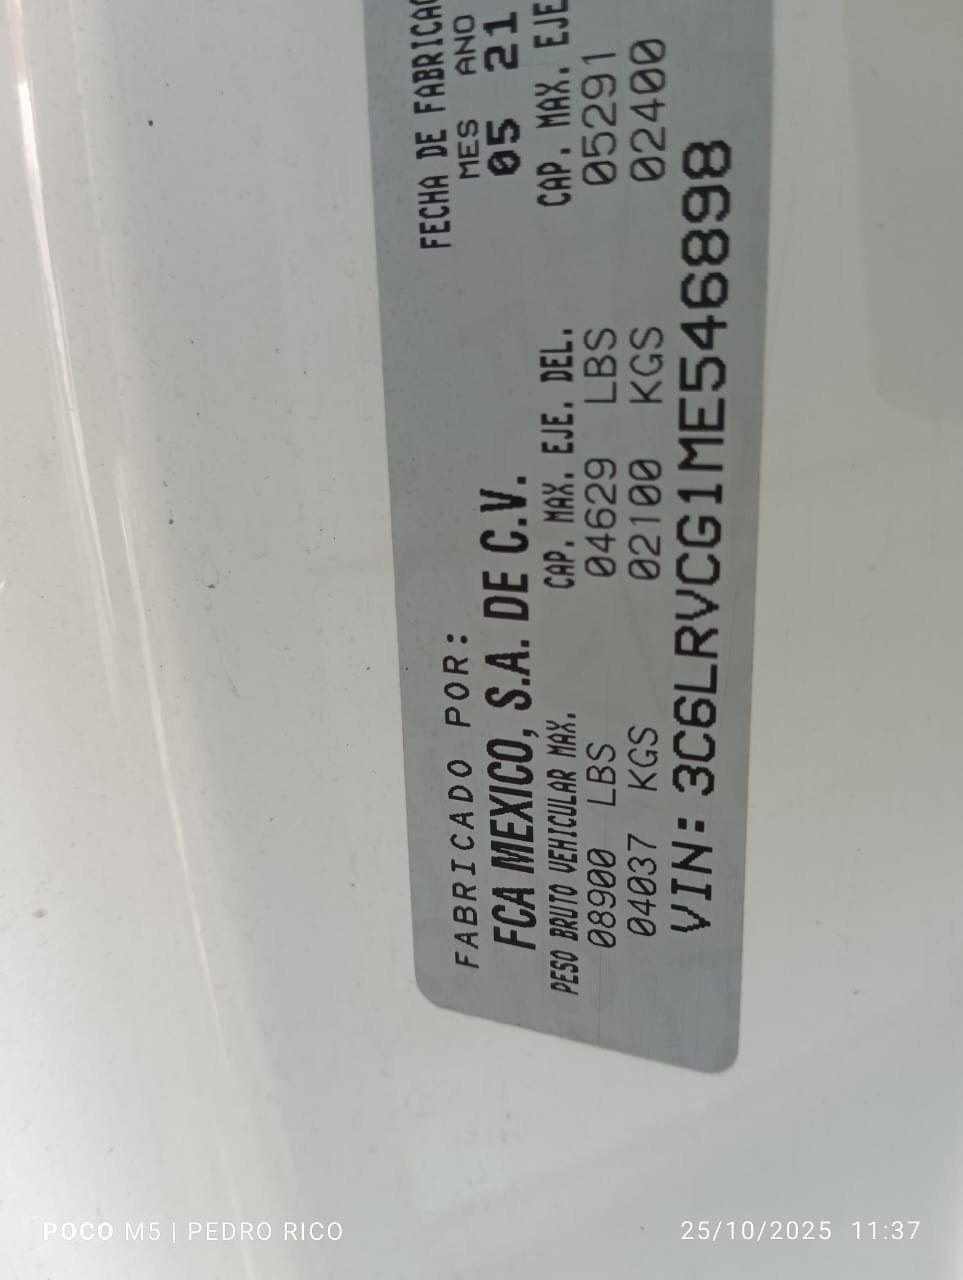 FABRICADO POR:
FCA MEXICO, S.A. DE C.V.
FECHA DE
MES ANO
05 21
PESO BRUTO VEHICULAR MAX.
08900 LBS
04037 KGS
CAP. MAX. EJE. DEL.
04629 LBS
02100 KGS
CAP. MAX. EJE
05291
02400
VIN: 3C6LRVCG1ME546898
POCO M5 | PEDRO RICO
25/10/2025 11:37